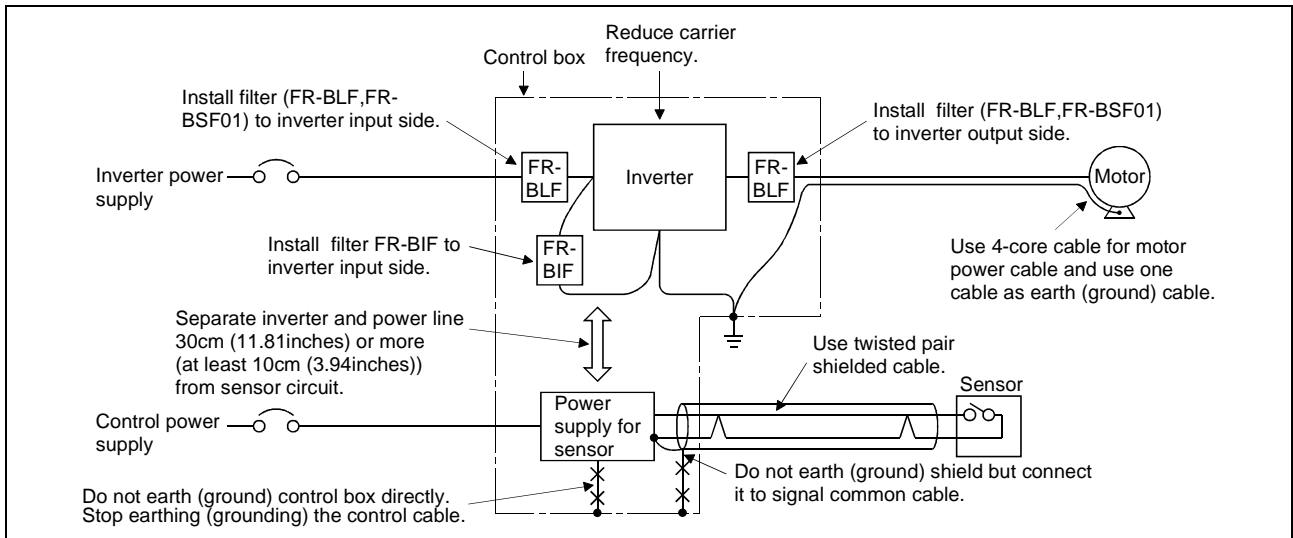 Reduce carrier
frequency.
Control box
Install filter (FR-BLF,FR-
BSF01) to inverter input side.
Install  filter (FR-BLF,FR-BSF01)
to inverter output side.
Inverter power
supply
FR-
BLF
Inverter
FR-
BLF
Motor
Install  filter FR-BIF to
inverter input side.
FR-
BIF
Use 4-core cable for motor
power cable and use one
cable as earth (ground) cable.
Separate inverter and power line
30cm (11.81inches) or more
(at least 10cm (3.94inches))
from sensor circuit.
Use twisted pair
shielded cable.
Sensor
Control power
supply
Power
supply for
sensor
Do not earth (ground) shield but connect
it to signal common cable.
Do not earth (ground) control box directly.
Stop earthing (grounding) the control cable.